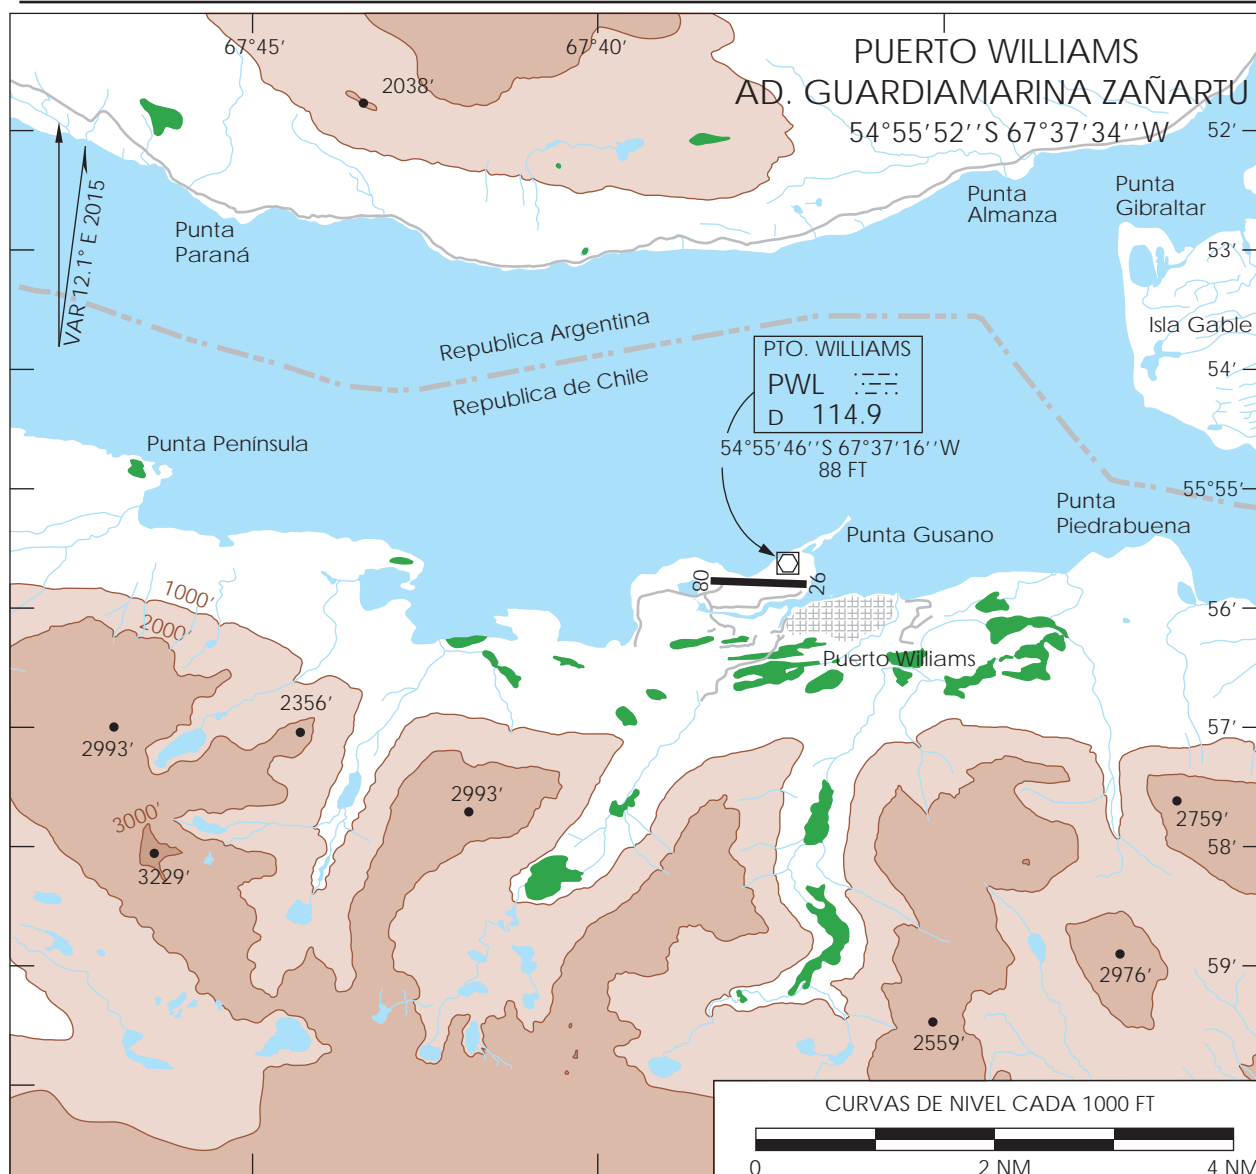 67°45'
67°40'
PUERTO WILLIAMS
AD. GUARDIAMARINA ZAÑARTU
54°55'52''S 67°37'34''W
2038'
52'
VAR 12.1° E 2015
Punta
Paraná
Punta
Almanza
Punta
Gibraltar
53'
Isla Gable
Republica Argentina
Republica de Chile
54'
PTO. WILLIAMS
PWL
D 114.9
54°55'46''S 67°37'16''W
88 FT
Punta Península
55°55'
Punta
Piedrabuena
Punta Gusano
08
26
56'
1000'
2000'
Puerto Williams
2356'
2993'
57'
2993'
2759'
3000'
3229'
58'
2976'
59'
2559'
CURVAS DE NIVEL CADA 1000 FT
0 2 NM 4 NM